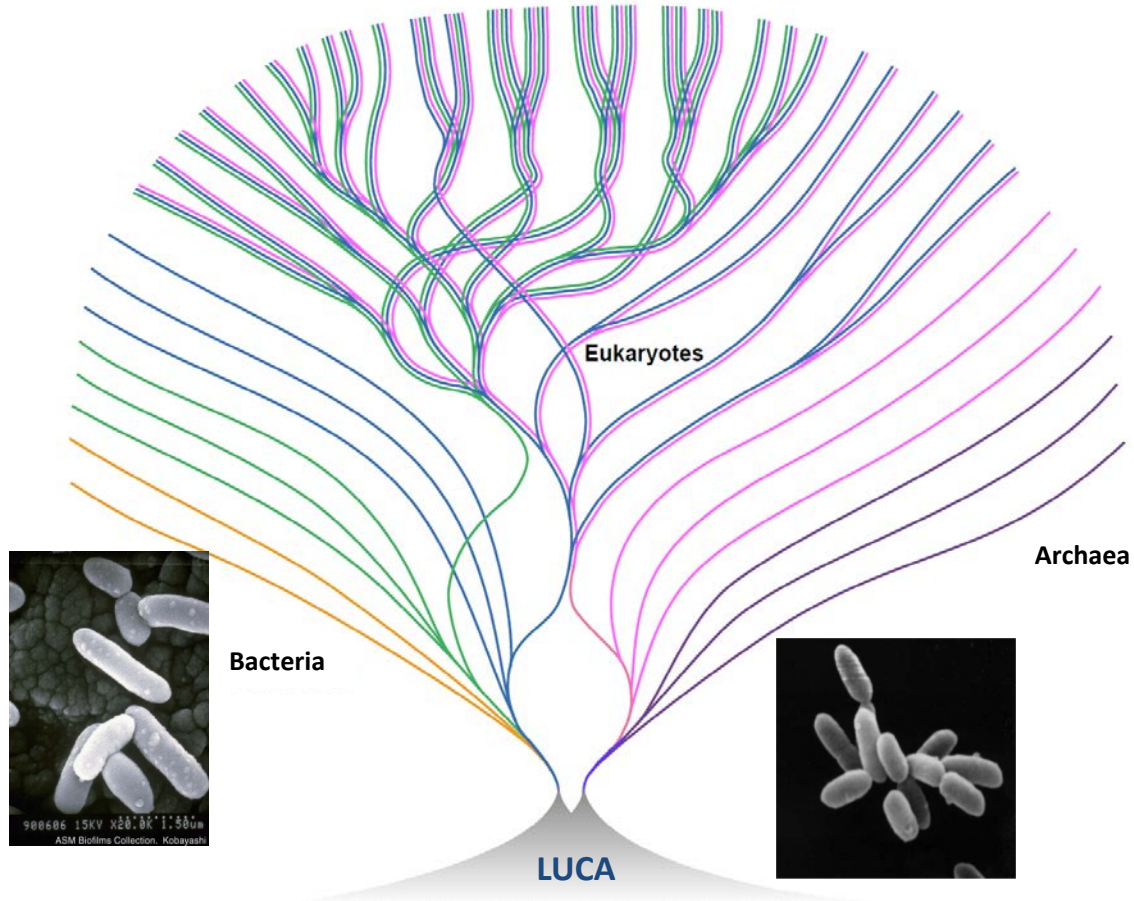 Eukaryotes
Archaea
Bacteria
900606 15KV X20.0K 1.50um
ASM Biofilms Collection. Kobayashi
LUCA